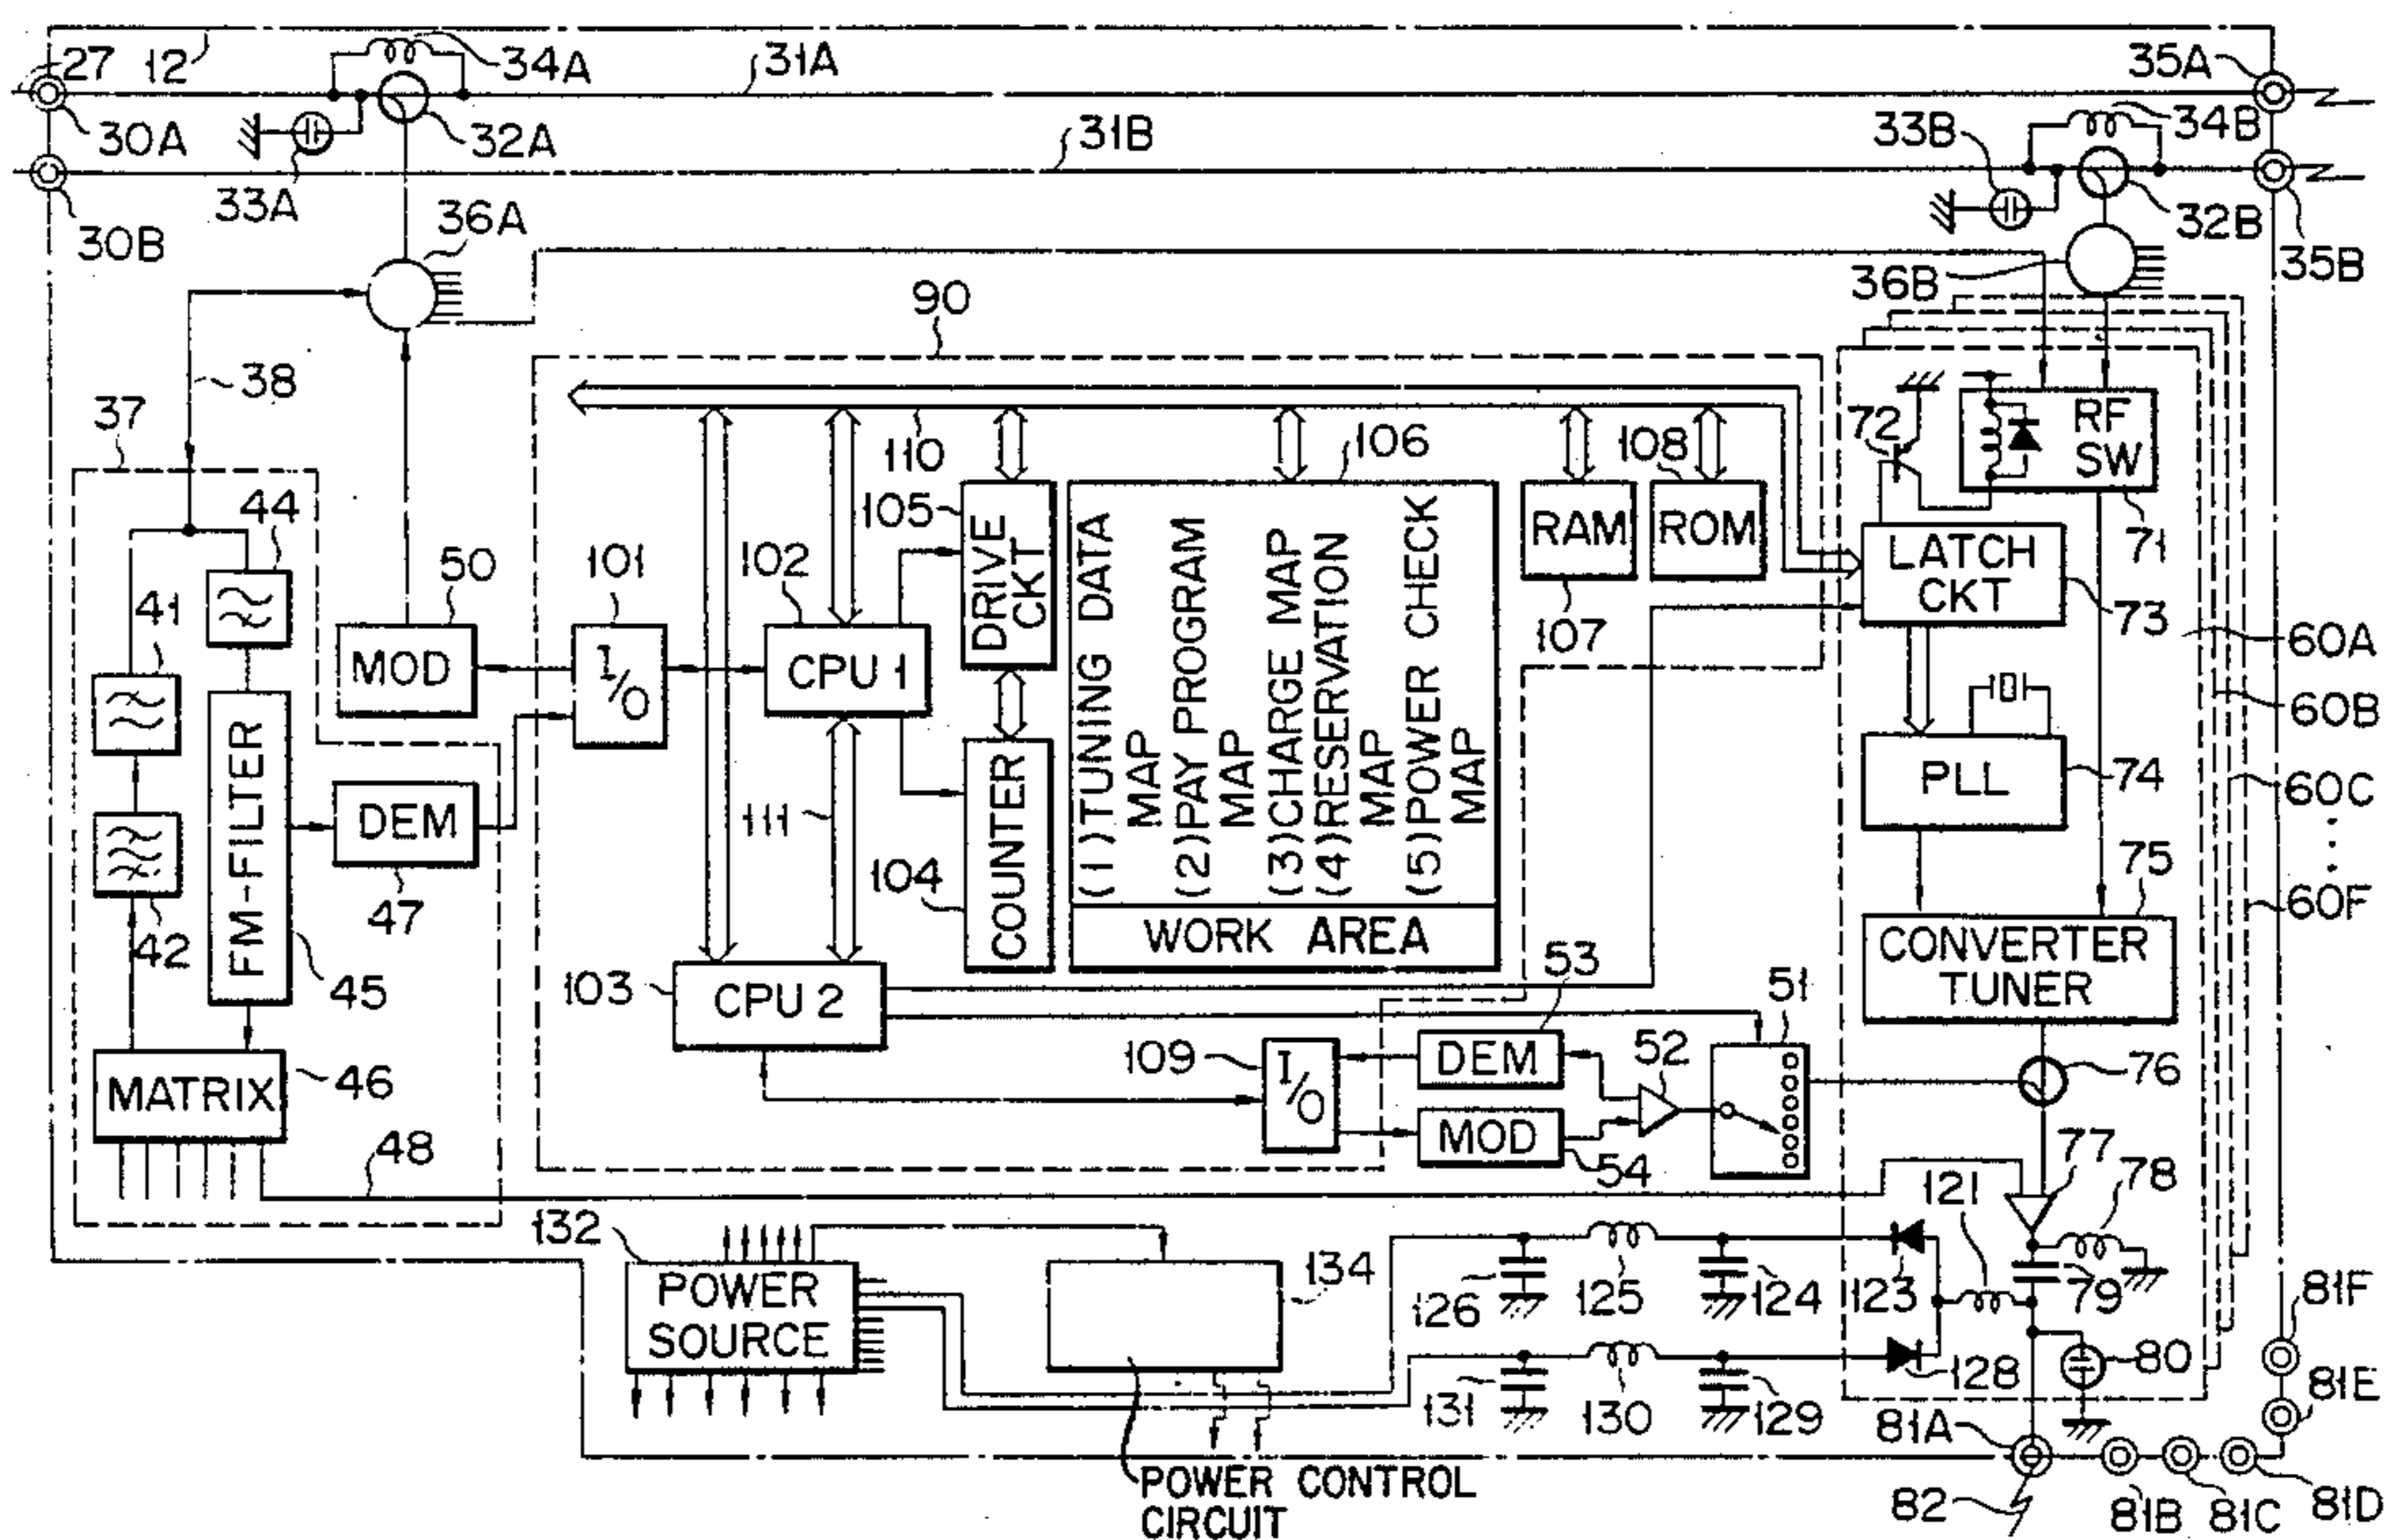 27
12
34A
31A
35A
30A
33A
32A
31B
33B
34B
30B
36A
32B
35B
36B
90
38
37
110
106
108
72
RF
SW
71
44
105
DRIVE
CKT
RAM
107
ROM
LATCH
CKT
73
41
50
MOD
101
I/O
102
CPU 1
(1) TUNING DATA
MAP
(2) PAY PROGRAM
MAP
(3) CHARGE MAP
(4) RESERVATION
MAP
(5) POWER CHECK
MAP
WORK AREA
60A
60B
60C
60F
FM-FILTER
45
42
DEM
47
111
104
COUNTER
PLL
74
75
CONVERTER
TUNER
103
CPU 2
53
51
MATRIX
46
109
I/O
DEM
52
76
MOD
54
48
77
121
78
132
POWER
SOURCE
134
126
125
124
123
79
81F
131
130
129
128
80
81E
81A
POWER CONTROL
CIRCUIT
82
81B
81C
81D